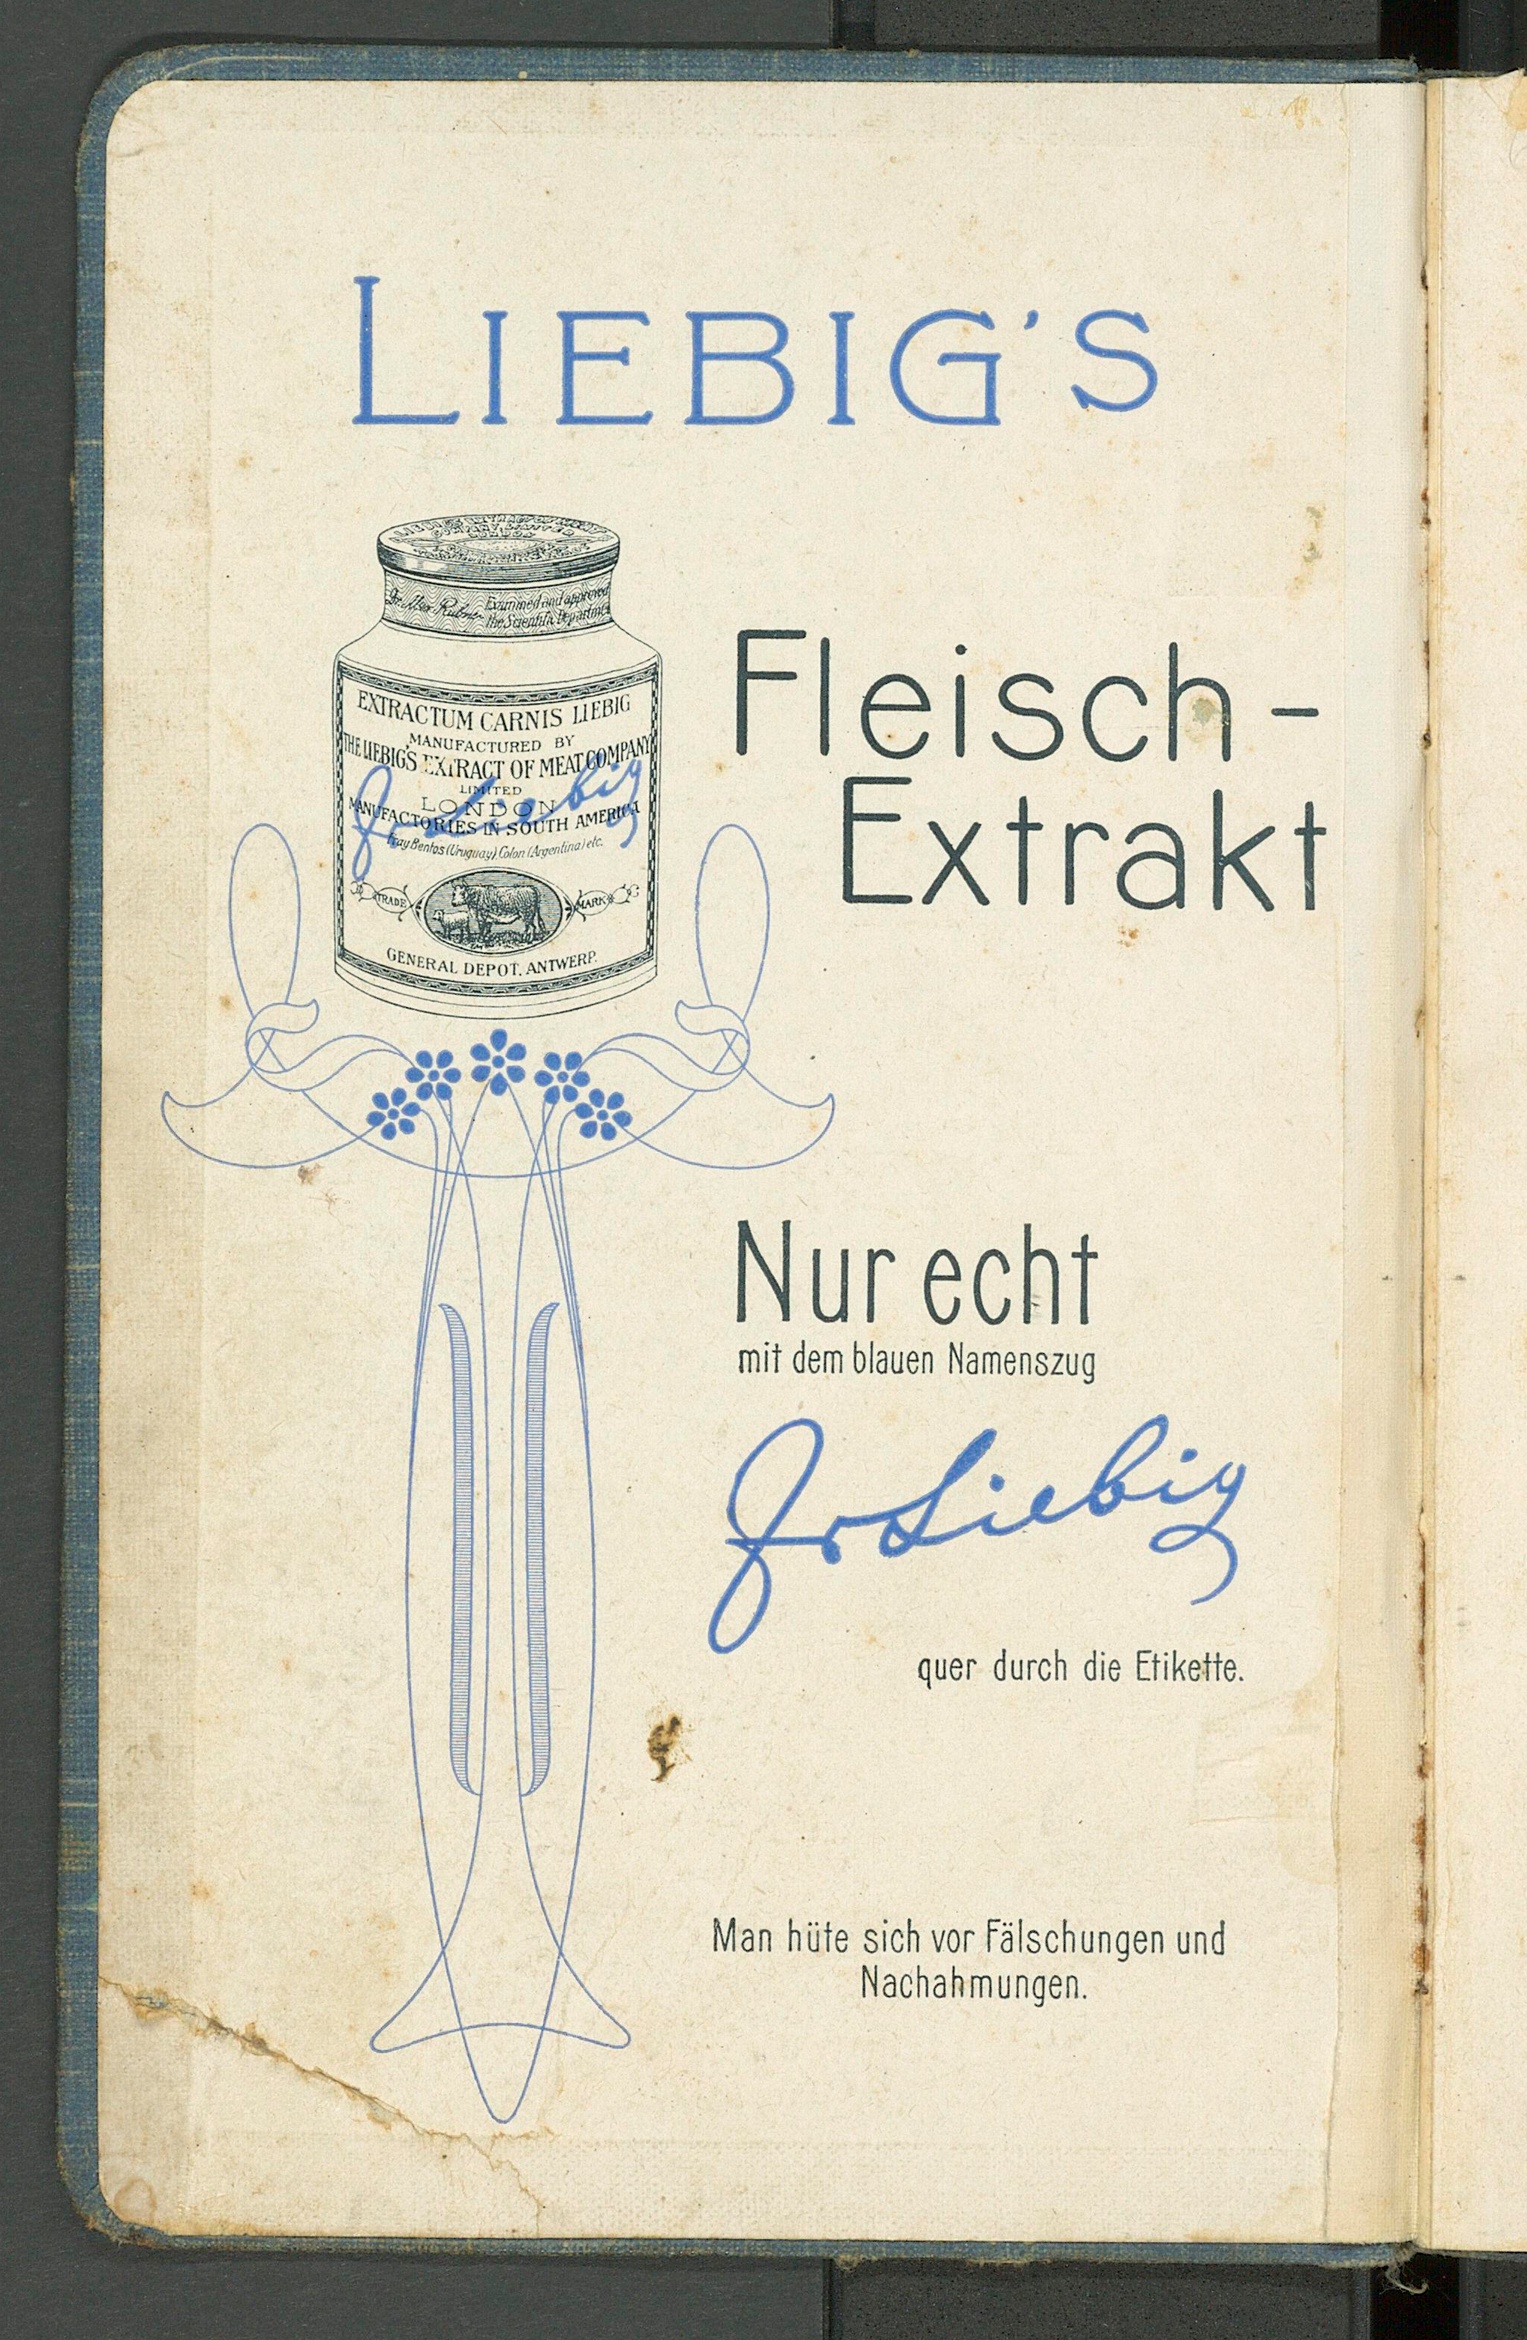 LIEBIG'S
Examined and approved
the Scientific Departme
EXTRACTUM CARNIS LIEBIG
MANUFACTURED BY
THE LIEBIG'S EXTRACT OF MEAT COMPANY
LIMITED
LONDON
MANUFACTORIES IN SOUTH AMERICA
Fray Bentos (Uruguay) Colon (Argentina) etc.
TRADE MARK
GENERAL DEPOT, ANTWERP.
Fleisch-
Extrakt
Nur echt
mit dem blauen Namenszug
JvLiebig
quer durch die Etikette.
Man hüte sich vor Fälschungen und
Nachahmungen.